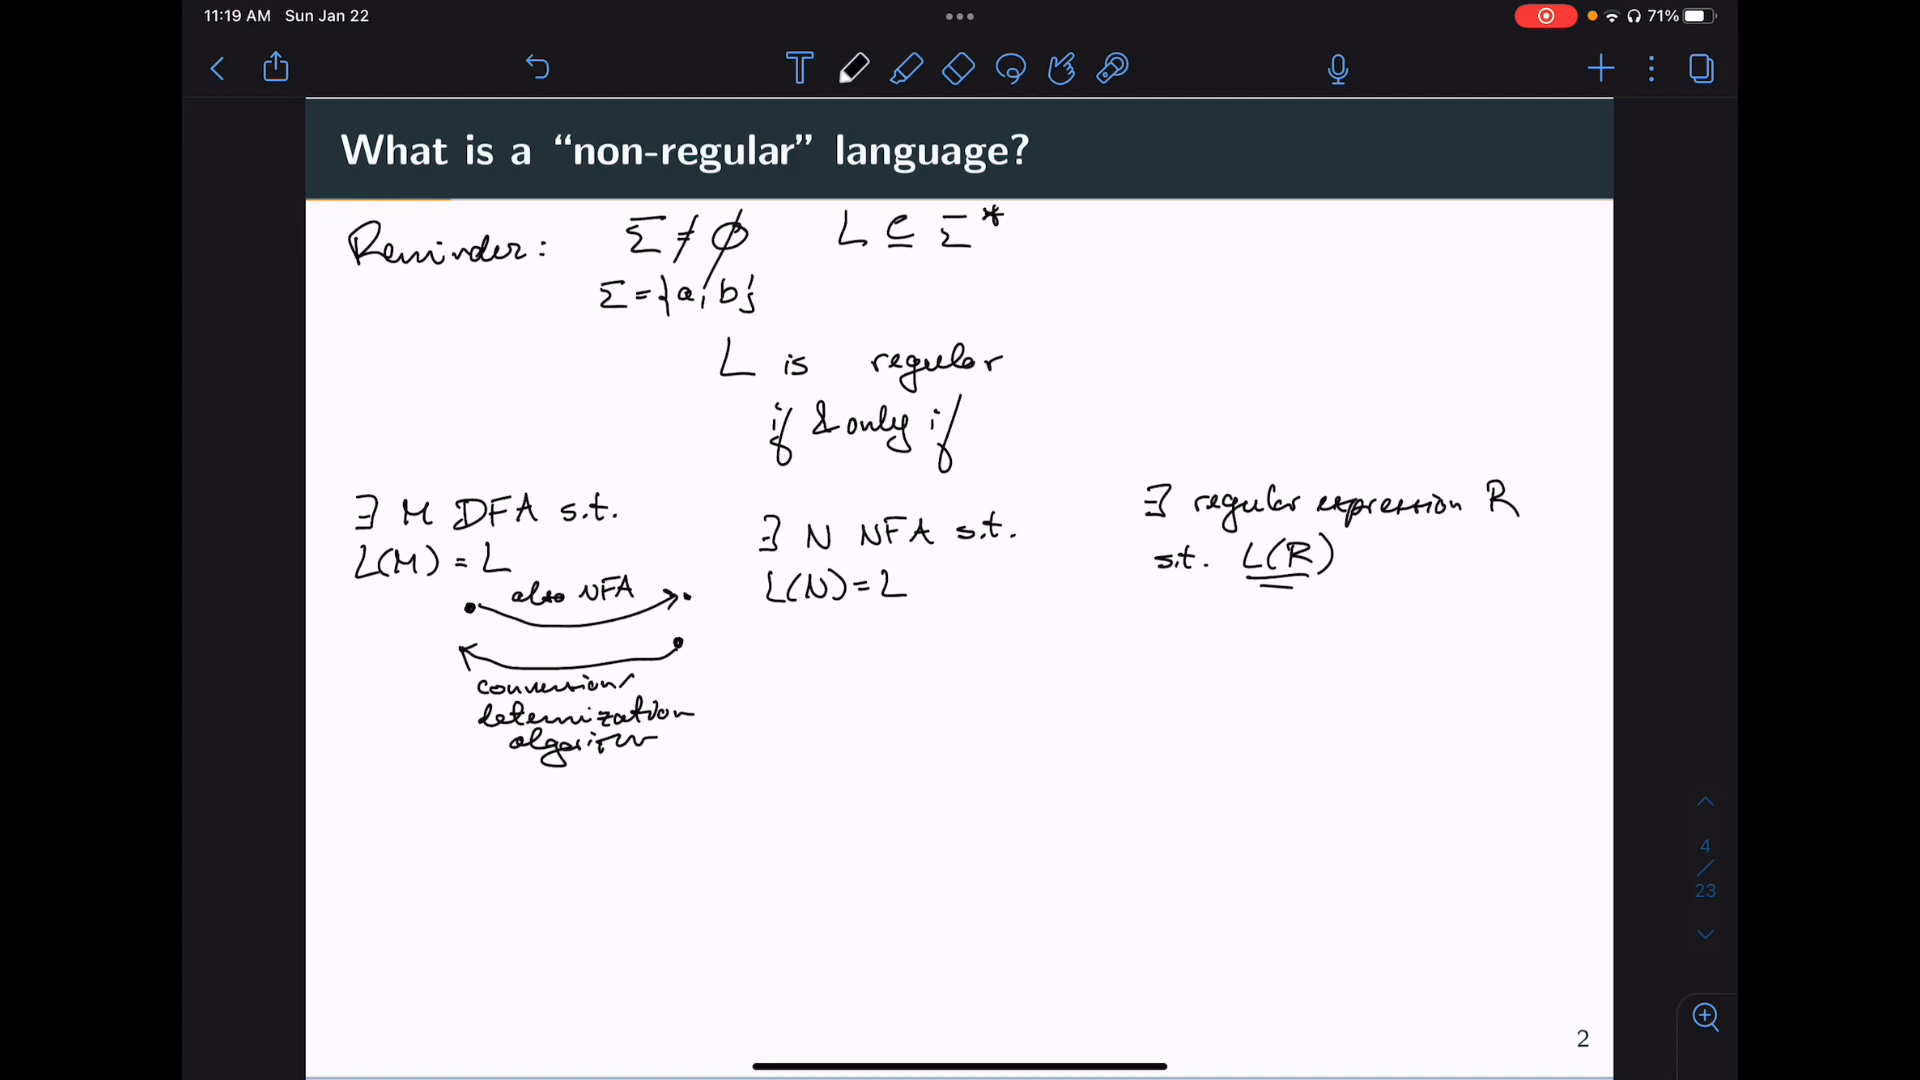 11:19 AM Sun Jan 22
71%
What is a “non-regular” language?
Reminder: Σ ≠ ∅ L ⊆ Σ*
Σ = {a, b}
L is regular
if & only if
∃ M DFA s.t.
L(M) = L
∃ N NFA s.t.
L(N) = L
∃ regular expression R
s.t. L(R)
also NFA
conversion/
determization
algorithm
4
/
23
2